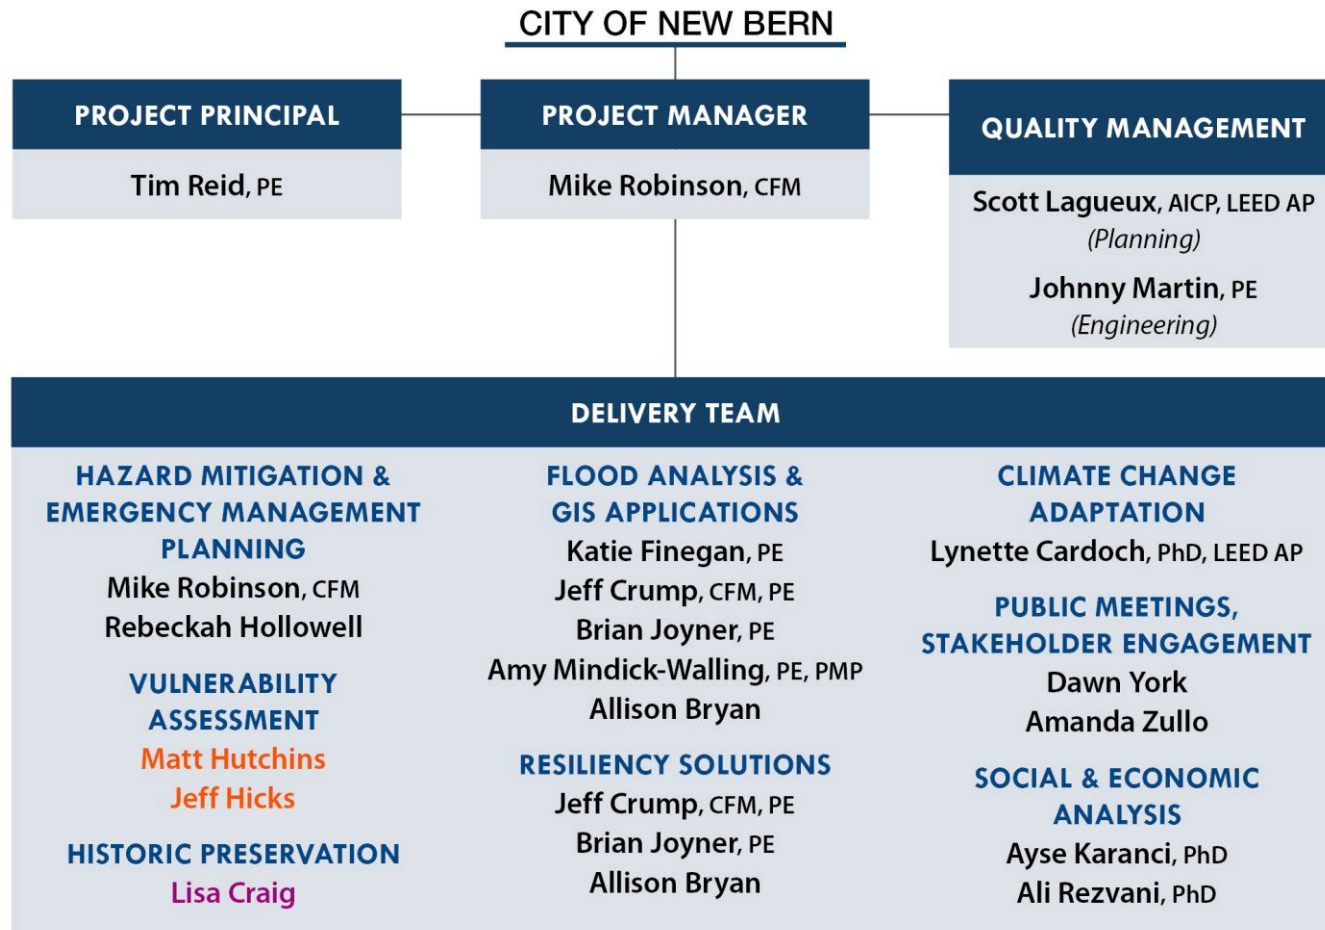 CITY OF NEW BERN
PROJECT PRINCIPAL
Tim Reid, PE
PROJECT MANAGER
Mike Robinson, CFM
QUALITY MANAGEMENT
Scott Lagueux, AICP, LEED AP
(Planning)
Johnny Martin, PE
(Engineering)
DELIVERY TEAM
HAZARD MITIGATION &
EMERGENCY MANAGEMENT
PLANNING
Mike Robinson, CFM
Rebeckah Hollowell
VULNERABILITY
ASSESSMENT
Matt Hutchins
Jeff Hicks
HISTORIC PRESERVATION
Lisa Craig
FLOOD ANALYSIS &
GIS APPLICATIONS
Katie Finegan, PE
Jeff Crump, CFM, PE
Brian Joyner, PE
Amy Mindick-Walling, PE, PMP
Allison Bryan
RESILIENCY SOLUTIONS
Jeff Crump, CFM, PE
Brian Joyner, PE
Allison Bryan
CLIMATE CHANGE
ADAPTATION
Lynette Cardoch, PhD, LEED AP
PUBLIC MEETINGS,
STAKEHOLDER ENGAGEMENT
Dawn York
Amanda Zullo
SOCIAL & ECONOMIC
ANALYSIS
Ayse Karanci, PhD
Ali Rezvani, PhD